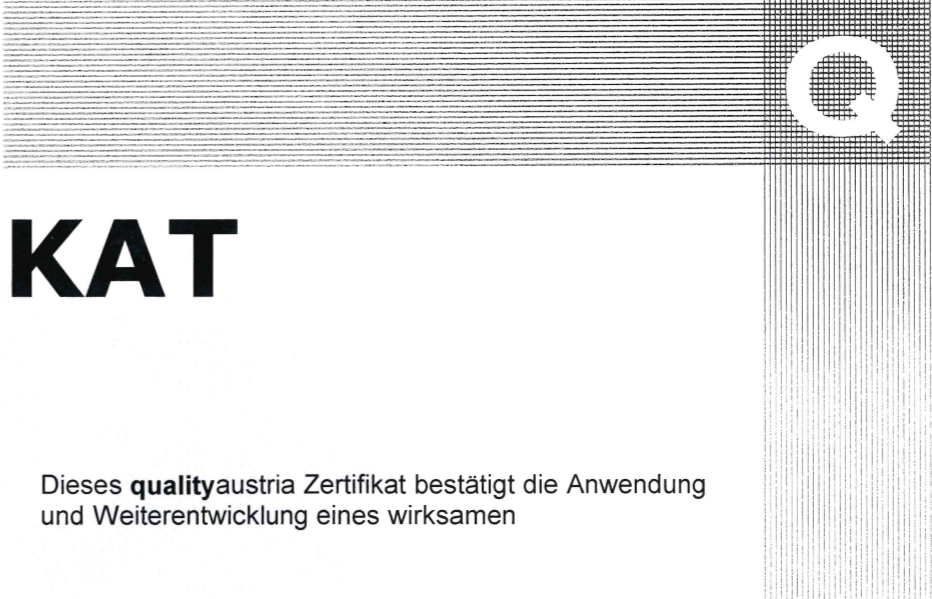 Q
KAT
Dieses qualityaustria Zertifikat bestätigt die Anwendung
und Weiterentwicklung eines wirksamen